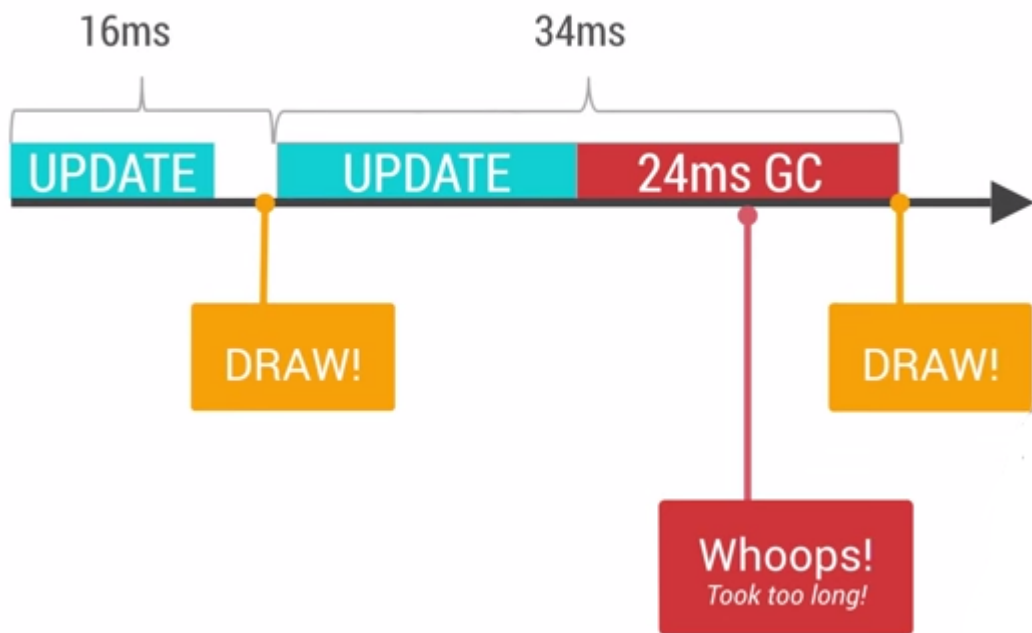 16ms
34ms
UPDATE
UPDATE
24ms GC
DRAW!
DRAW!
Whoops!
Took too long!